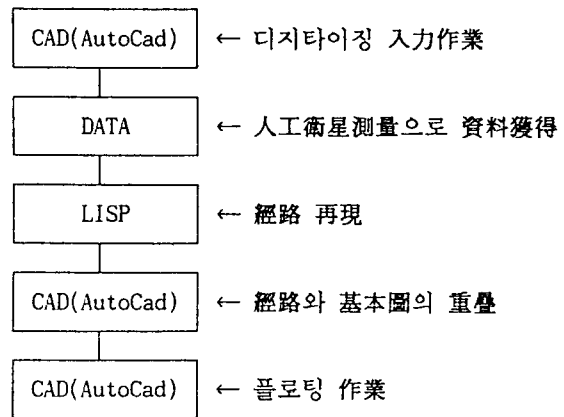 CAD(AutoCad) ← 디지타이징 入力作業
DATA ← 人工衛星測量으로 資料獲得
LISP ← 經路 再現
CAD(AutoCad) ← 經路와 基本圖의 重疊
CAD(AutoCad) ← 플로팅 作業